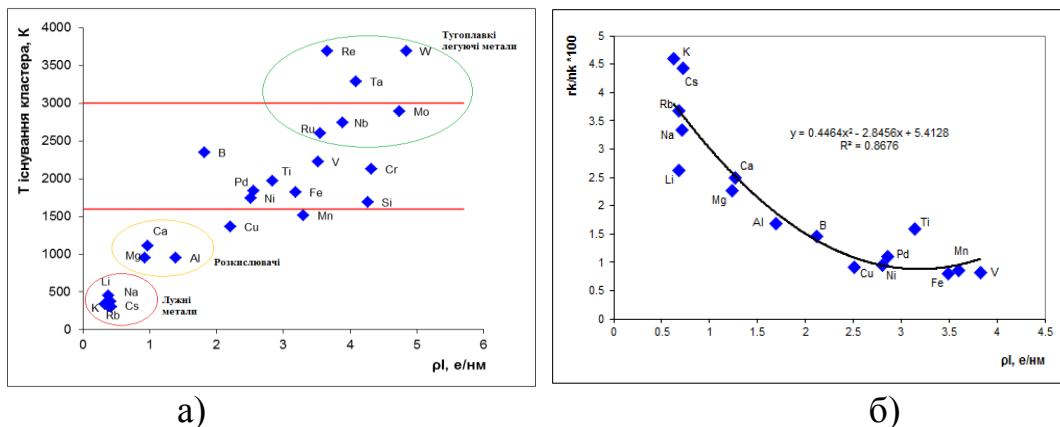 Т існування кластера, К
4000
3500
3000
2500
2000
1500
1000
500
0
0 1 2 3 4 5 6
ρl, е/нм
Тугоплавкі
легуючі метали
Re
W
Ta
Mo
Nb
Ru
B
V
Cr
Ti
Pd
Ni
Fe
Si
Mn
Cu
Ca
Mg
Al
Розкислювачі
Li
Na
K
Cs
Rb
Лужні
метали
а)
rk/nk *100
5
4.5
4
3.5
3
2.5
2
1.5
1
0.5
0
0 0.5 1 1.5 2 2.5 3 3.5 4 4.5
ρl, е/нм
K
Cs
Rb
Na
Li
y = 0.4464x² - 2.8456x + 5.4128
R² = 0.8676
Ca
Mg
Al
B
Ti
Pd
Mn
Cu
Ni
Fe
V
б)